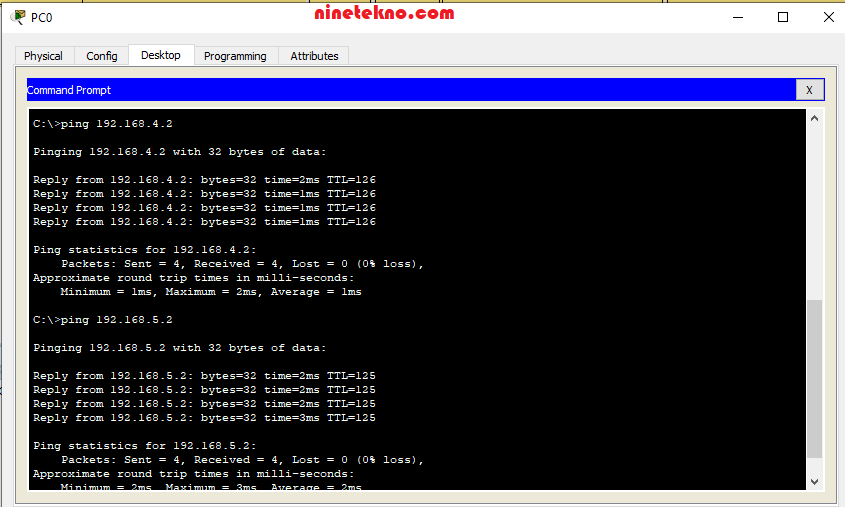 ninetekno.com
PC0
Physical Config Desktop Programming Attributes
Command Prompt X
C:\>ping 192.168.4.2
Pinging 192.168.4.2 with 32 bytes of data:
Reply from 192.168.4.2: bytes=32 time=2ms TTL=126
Reply from 192.168.4.2: bytes=32 time=1ms TTL=126
Reply from 192.168.4.2: bytes=32 time=1ms TTL=126
Reply from 192.168.4.2: bytes=32 time=1ms TTL=126
Ping statistics for 192.168.4.2:
Packets: Sent = 4, Received = 4, Lost = 0 (0% loss),
Approximate round trip times in milli-seconds:
Minimum = 1ms, Maximum = 2ms, Average = 1ms
C:\>ping 192.168.5.2
Pinging 192.168.5.2 with 32 bytes of data:
Reply from 192.168.5.2: bytes=32 time=2ms TTL=125
Reply from 192.168.5.2: bytes=32 time=2ms TTL=125
Reply from 192.168.5.2: bytes=32 time=2ms TTL=125
Reply from 192.168.5.2: bytes=32 time=3ms TTL=125
Ping statistics for 192.168.5.2:
Packets: Sent = 4, Received = 4, Lost = 0 (0% loss),
Approximate round trip times in milli-seconds:
Minimum = 2ms, Maximum = 3ms, Average = 2ms